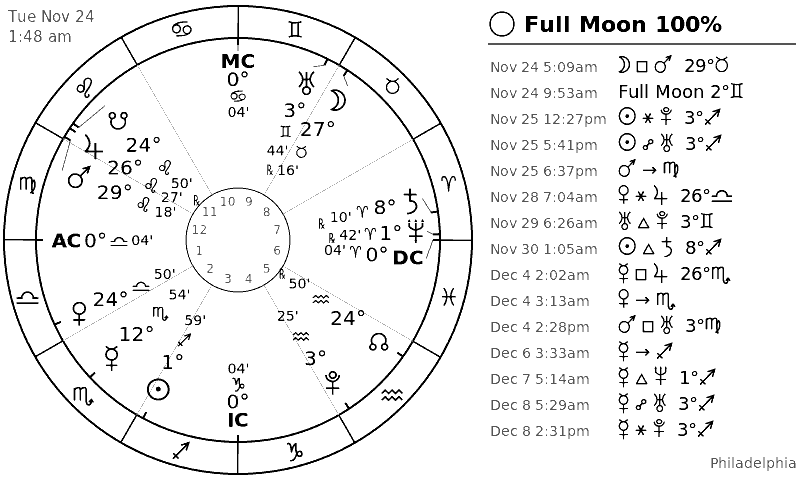 Tue Nov 24
1:48 am
Full Moon 100%
Nov 24 5:09am ☽ □ ♂ 29°♉
Nov 24 9:53am Full Moon 2°♊
Nov 25 12:27pm ☉ ⚹ ♇ 3°♐
Nov 25 5:41pm ☉ ☍ ♅ 3°♐
Nov 25 6:37pm ♂ → ♍
Nov 28 7:04am ♀ ⚹ ♃ 26°♎
Nov 29 6:26am ♅ △ ♇ 3°♊
Nov 30 1:05am ☉ △ ♄ 8°♐
Dec 4 2:02am ☿ □ ♃ 26°♏
Dec 4 3:13am ♀ → ♏
Dec 4 2:28pm ♂ □ ♅ 3°♍
Dec 6 3:33am ☿ → ♐
Dec 7 5:14am ☿ △ ♆ 1°♐
Dec 8 5:29am ☿ ☍ ♅ 3°♐
Dec 8 2:31pm ☿ ⚹ ♇ 3°♐
Philadelphia
MC
0°
♋
04'
♅ 3° ♊ 44' ℞
☽ 27° ♉ 16'
☋ 24° ♌ 50' ℞
♃ 26° ♌ 27'
♂ 29° ♌ 18'
AC 0° ♎ 04'
♄ 8° ♈ 10' ℞
♆ 1° ♈ 42' ℞
04' ♈ 0° DC
♀ 24° ♎ 50'
☿ 12° ♏ 54'
☉ 1° ♐ 59'
04'
♑
0°
IC
♇ 3° ♒ 25'
☊ 24° ♒ 50' ℞
10 9
11 8
12 7
1 6
2 5
3 4
♋ ♊ ♉ ♈ ♓ ♒ ♑ ♐ ♏ ♎ ♍ ♌